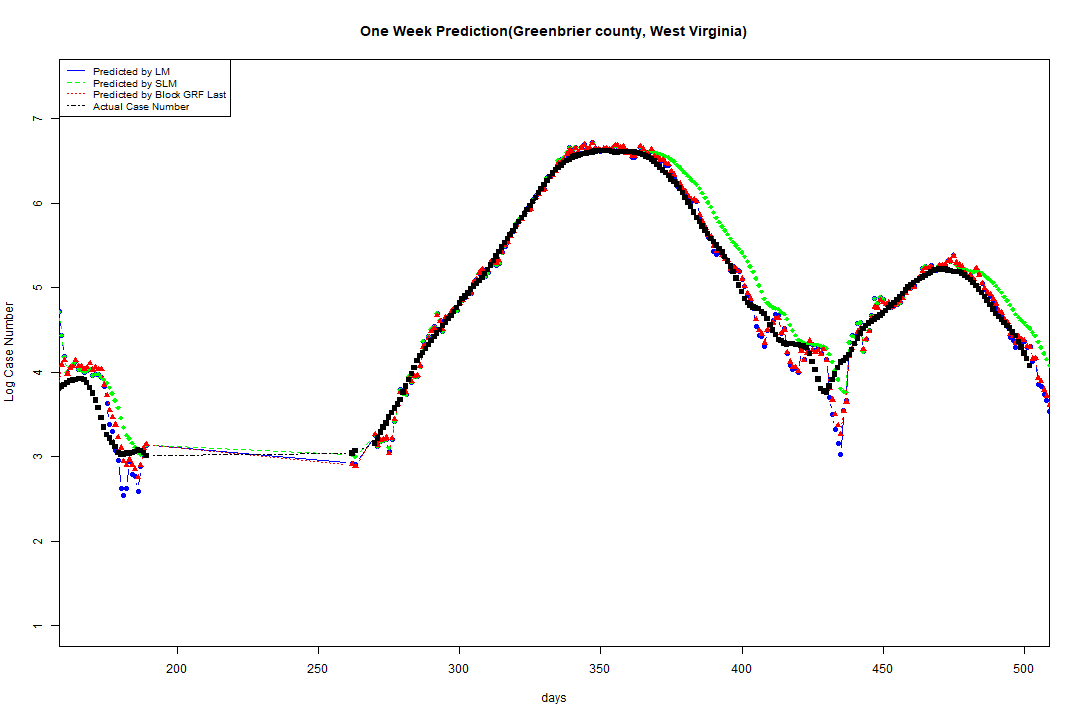 One Week Prediction(Greenbrier county, West Virginia)
Predicted by LM
Predicted by SLM
Predicted by Block GRF Last
Actual Case Number
Log Case Number
7
6
5
4
3
2
1
200 250 300 350 400 450 500
days